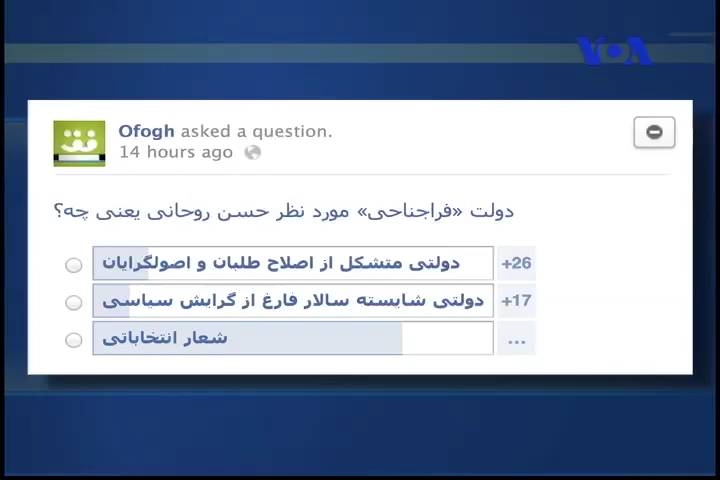 VOA
افق
Ofogh asked a question.
14 hours ago
دولت «فراجناحی» مورد نظر حسن روحانی یعنی چه؟
دولتی متشکل از اصلاح طلبان و اصولگرایان
+26
دولتی شایسته سالار فارغ از گرایش سیاسی
+17
شعار انتخاباتی
...